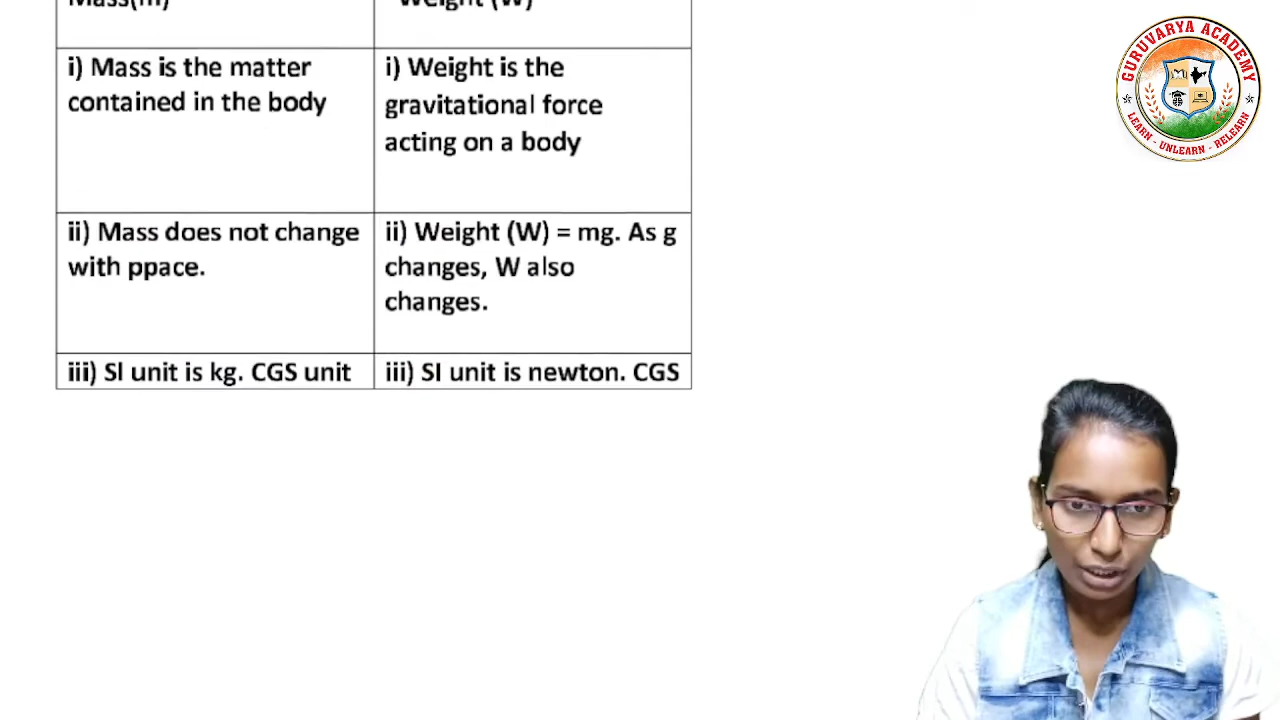 Mass(m)
Weight (W)
i) Mass is the matter
contained in the body
i) Weight is the
gravitational force
acting on a body
ii) Mass does not change
with ppace.
ii) Weight (W) = mg. As g
changes, W also
changes.
iii) SI unit is kg. CGS unit
iii) SI unit is newton. CGS
GURUVARYA ACADEMY
LEARN - UNLEARN - RELEARN